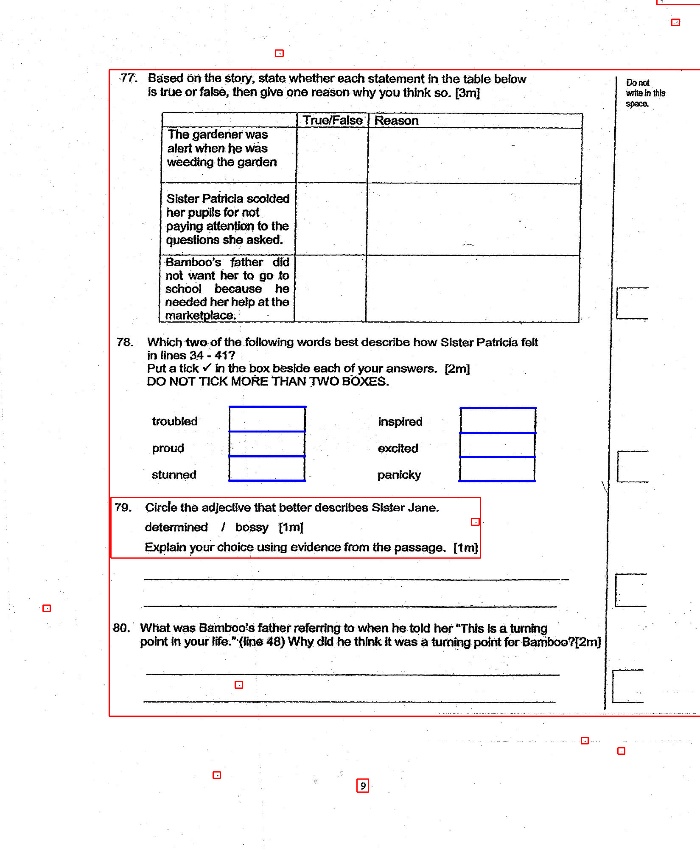 77. Based on the story, state whether each statement in the table below
is true or false, then give one reason why you think so. [3m]
Do not
write in this
space.
True/False Reason
The gardener was
alert when he was
weeding the garden
Sister Patricia scolded
her pupils for not
paying attention to the
questions she asked.
Bamboo's father did
not want her to go to
school because he
needed her help at the
marketplace.
78. Which two of the following words best describe how Sister Patricia felt
in lines 34 - 41?
Put a tick ✓ in the box beside each of your answers. [2m]
DO NOT TICK MORE THAN TWO BOXES.
troubled inspired
proud excited
stunned panicky
79. Circle the adjective that better describes Sister Jane.
determined / bossy [1m]
Explain your choice using evidence from the passage. [1m]
80. What was Bamboo's father referring to when he told her "This is a turning
point in your life." (line 48) Why did he think it was a turning point for Bamboo?[2m]
9